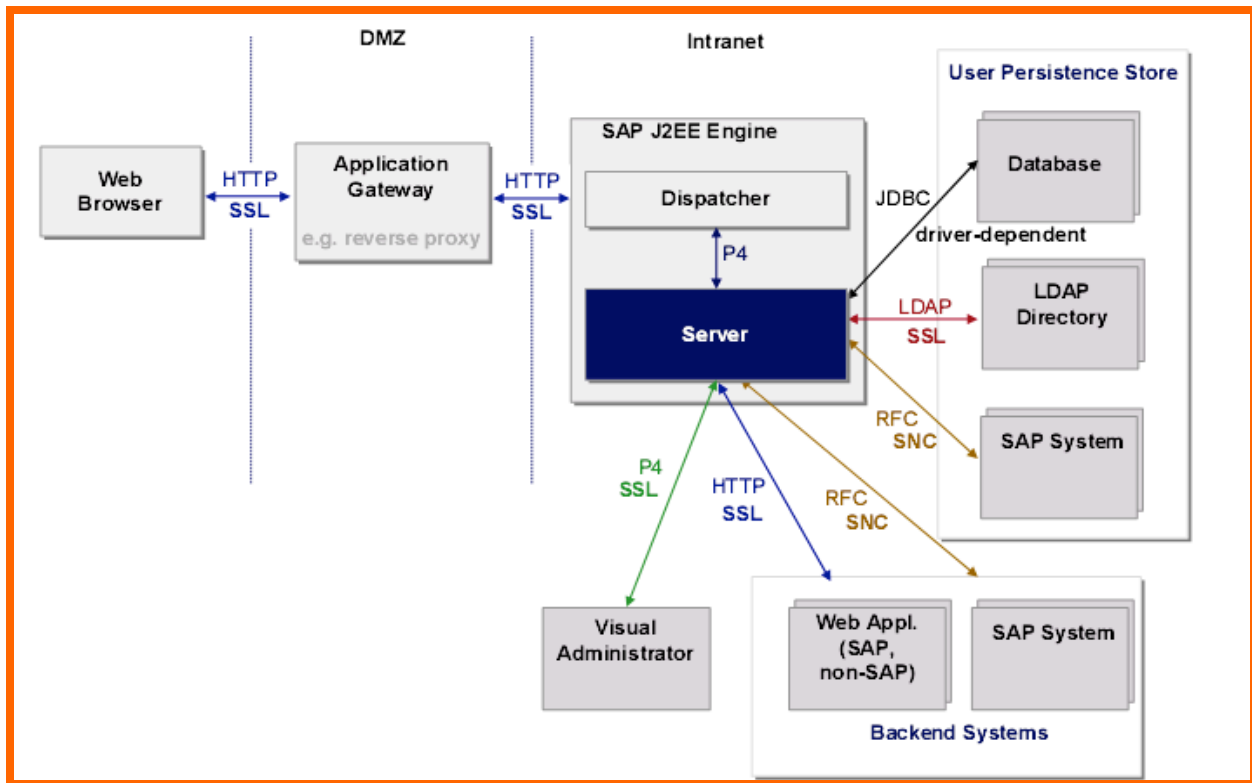 DMZ
Intranet
User Persistence Store
SAP J2EE Engine
Web
Browser
HTTP
SSL
Application
Gateway
e.g. reverse proxy
HTTP
SSL
Dispatcher
P4
Server
JDBC
driver-dependent
Database
LDAP
SSL
LDAP
Directory
RFC
SNC
SAP System
P4
SSL
HTTP
SSL
RFC
SNC
Visual
Administrator
Web Appl.
(SAP,
non-SAP)
SAP System
Backend Systems